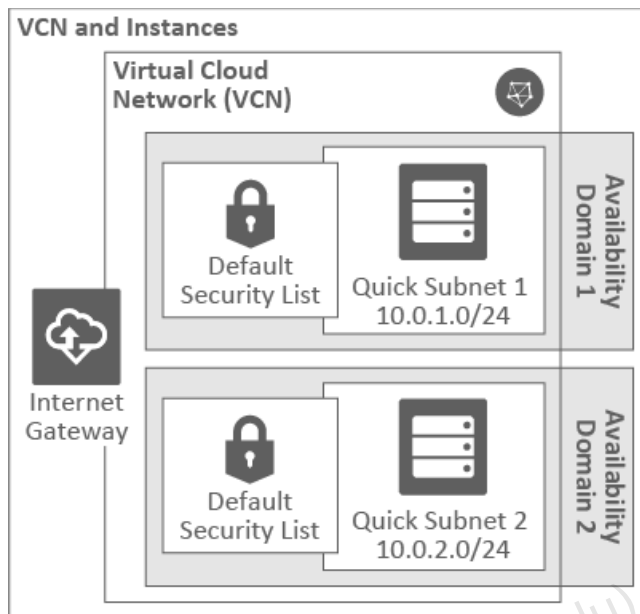 VCN and Instances
Virtual Cloud
Network (VCN)
Default
Security List
Quick Subnet 1
10.0.1.0/24
Availability
Domain 1
Internet
Gateway
Default
Security List
Quick Subnet 2
10.0.2.0/24
Availability
Domain 2